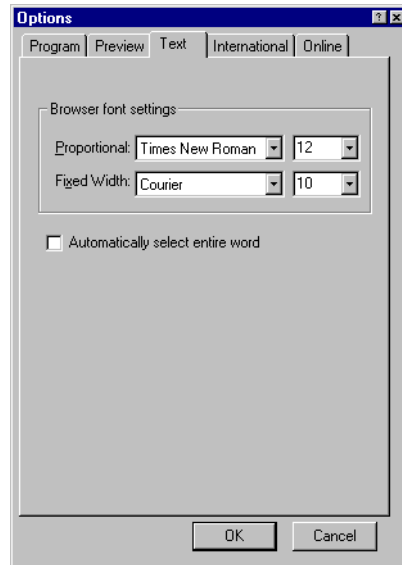 Options
Program Preview Text International Online
Browser font settings
Proportional: Times New Roman 12
Fixed Width: Courier 10
Automatically select entire word
OK Cancel